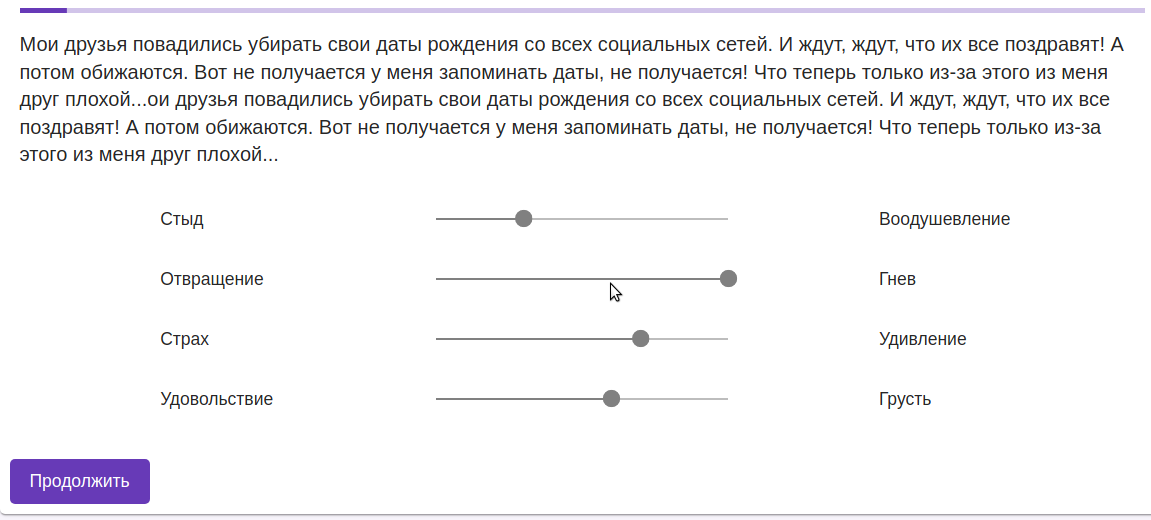 Мои друзья повадились убирать свои даты рождения со всех социальных сетей. И ждут, ждут, что их все поздравят! А
потом обижаются. Вот не получается у меня запоминать даты, не получается! Что теперь только из-за этого из меня
друг плохой...ои друзья повадились убирать свои даты рождения со всех социальных сетей. И ждут, ждут, что их все
поздравят! А потом обижаются. Вот не получается у меня запоминать даты, не получается! Что теперь только из-за
этого из меня друг плохой...
Стыд Воодушевление
Отвращение Гнев
Страх Удивление
Удовольствие Грусть
Продолжить